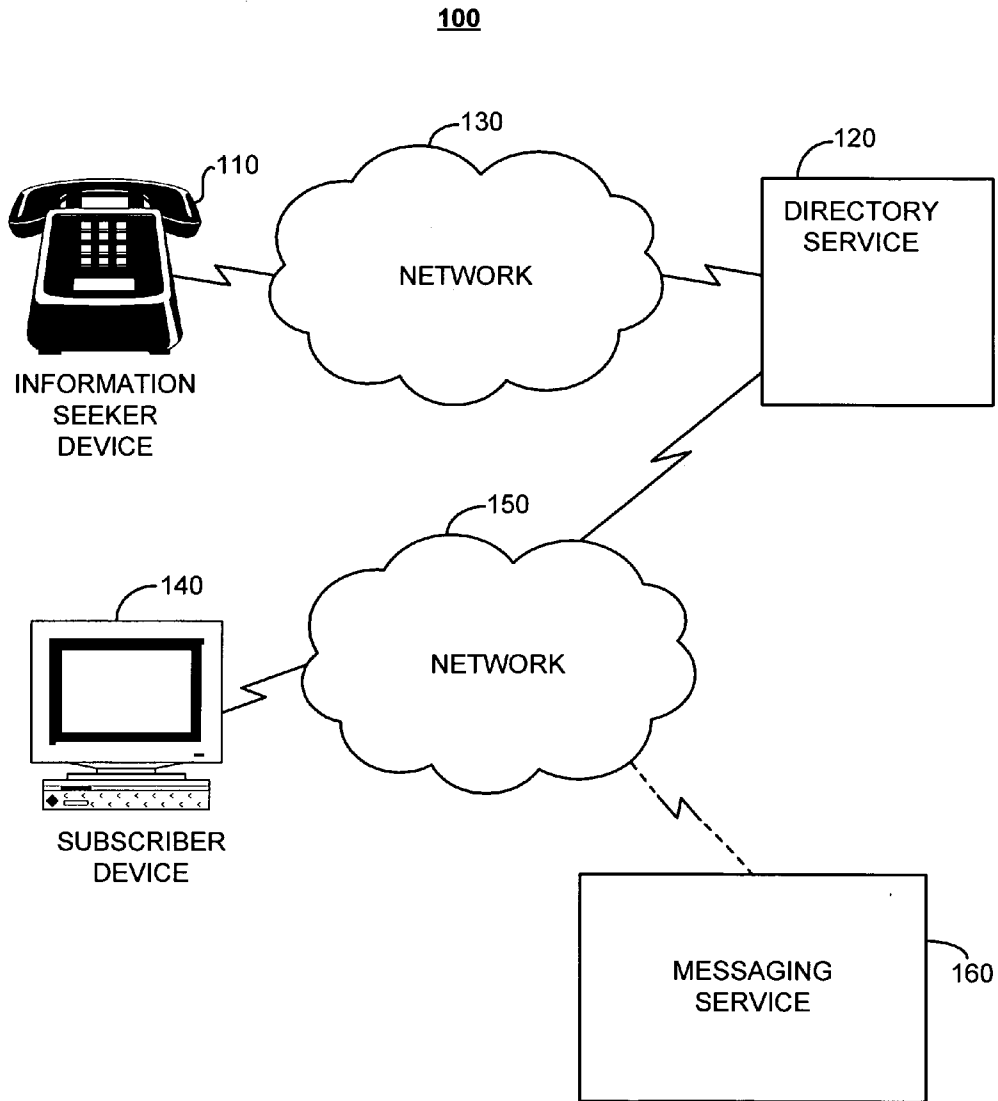 100
130
120
110
DIRECTORY
SERVICE
NETWORK
INFORMATION
SEEKER
DEVICE
150
140
NETWORK
SUBSCRIBER
DEVICE
MESSAGING
SERVICE
160